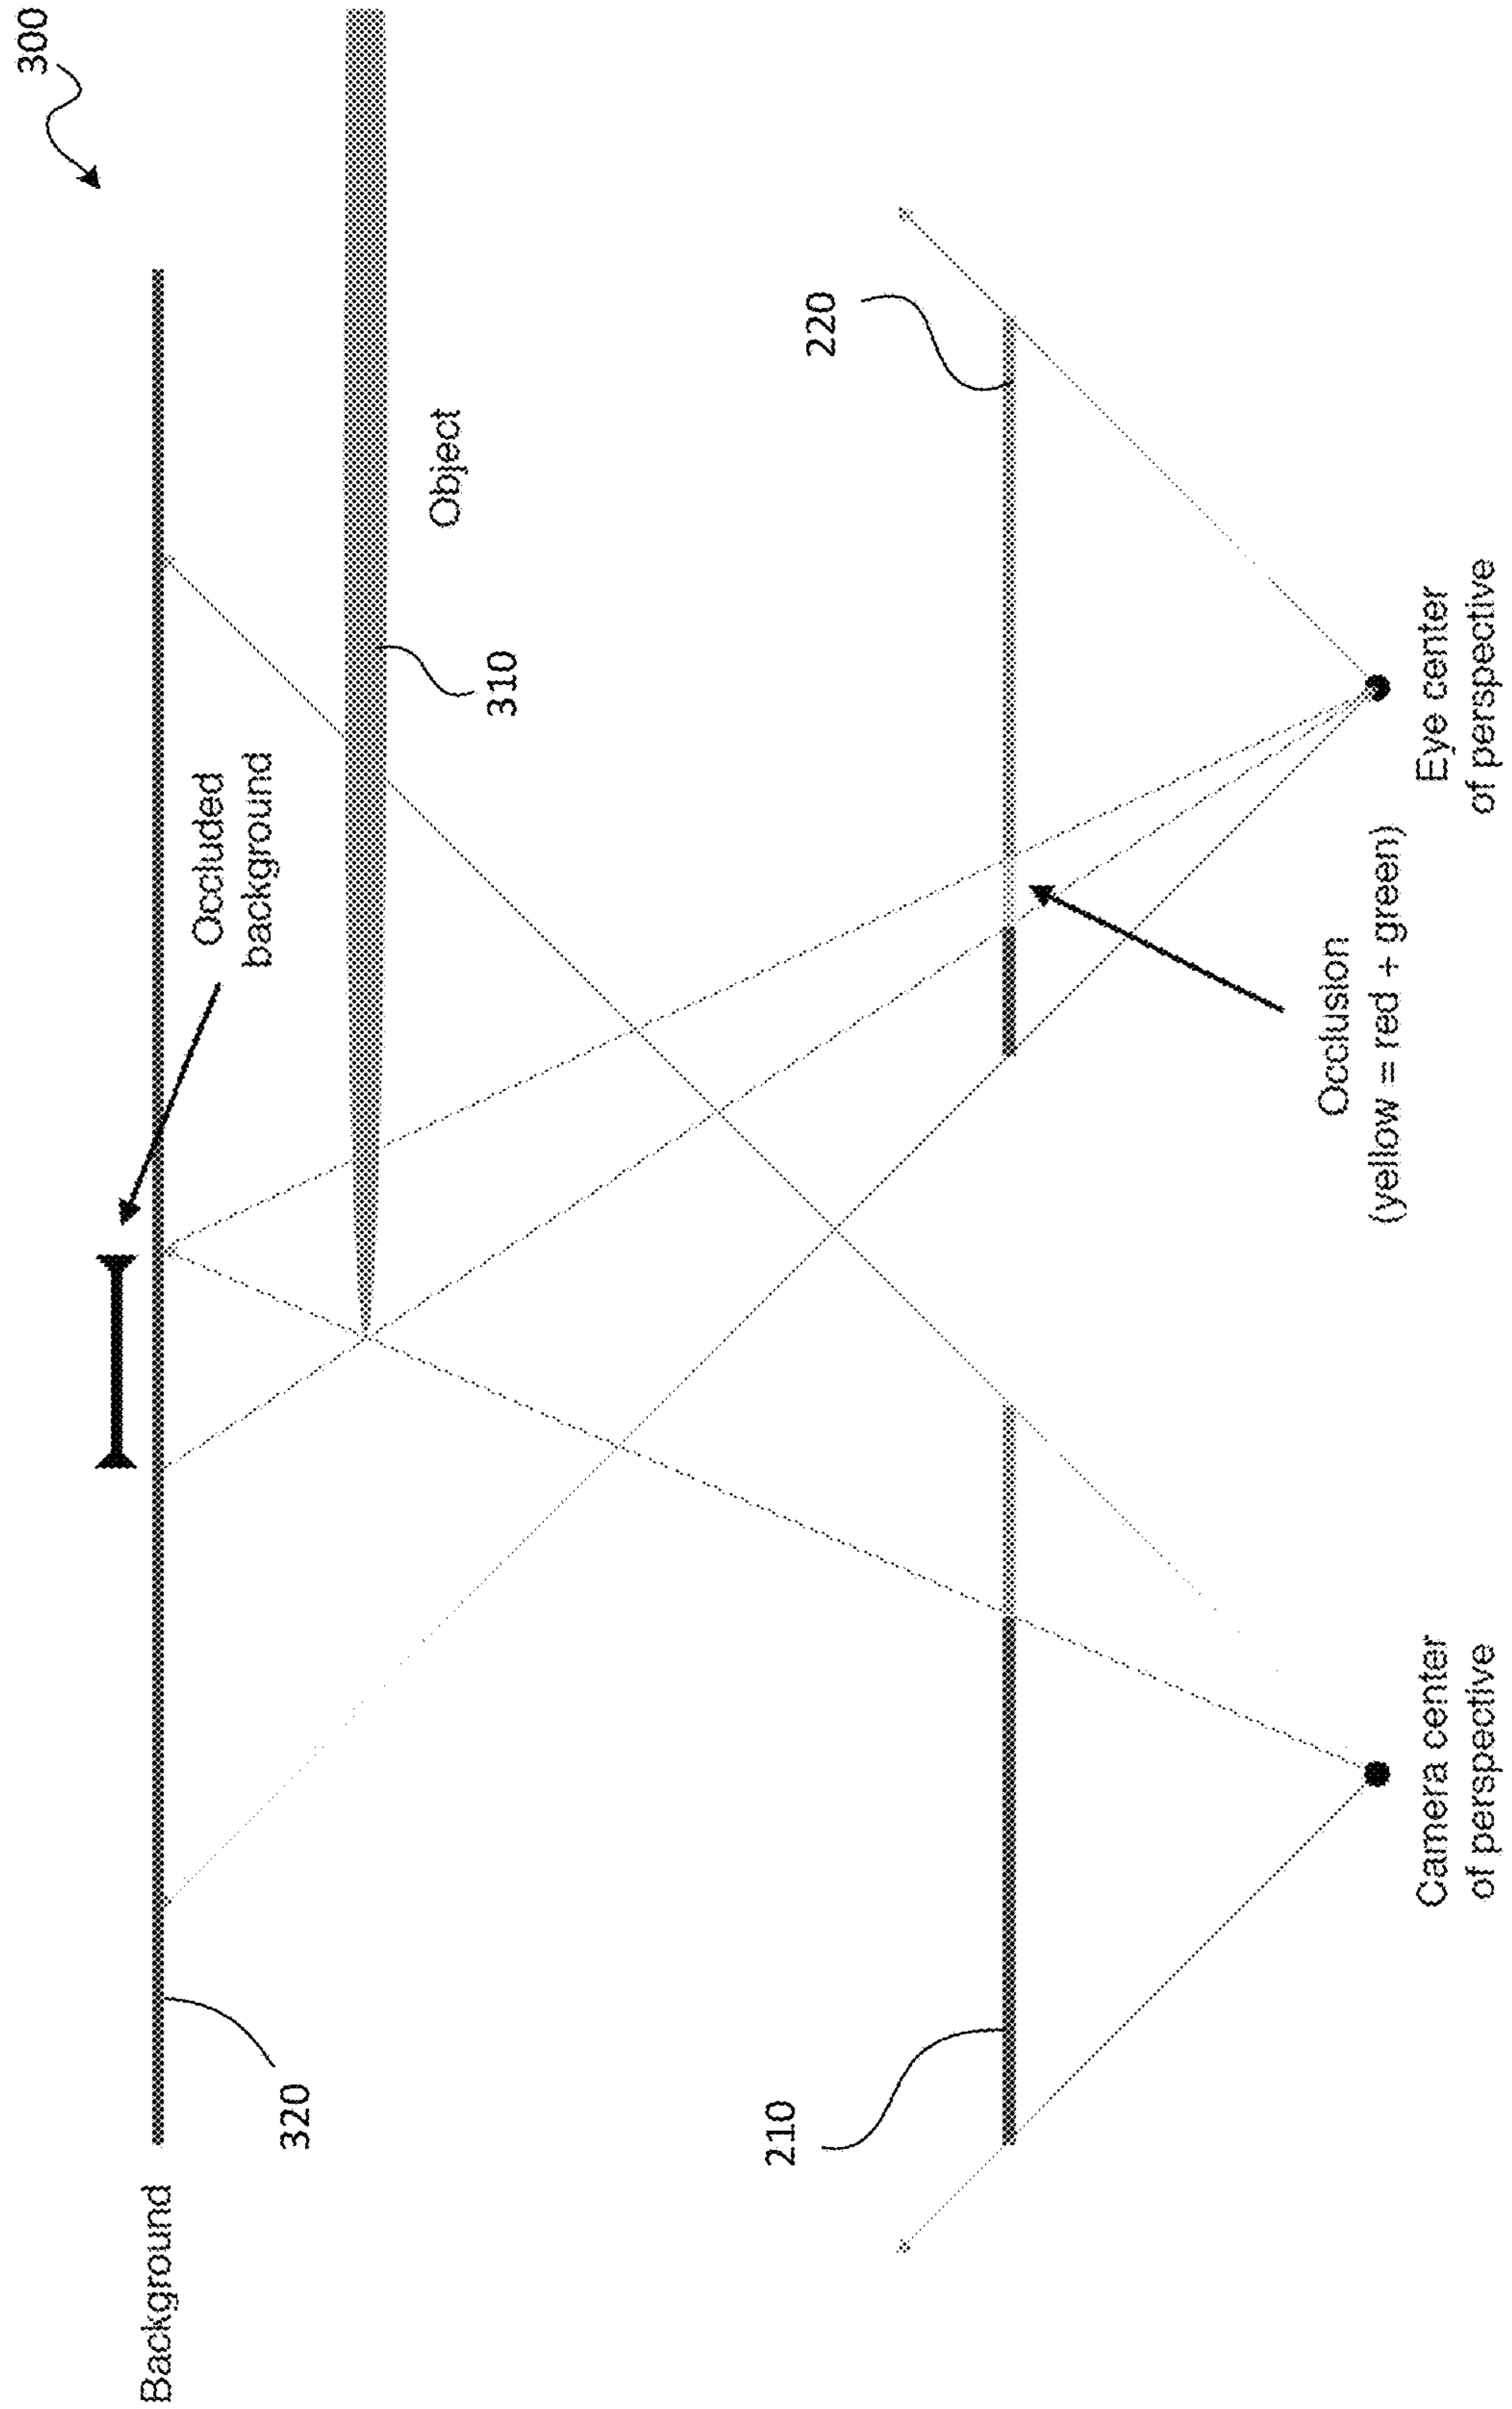 300
Background
320
Occluded
background
310
Object
210
220
Occlusion
(yellow = red + green)
Camera center
of perspective
Eye center
of perspective